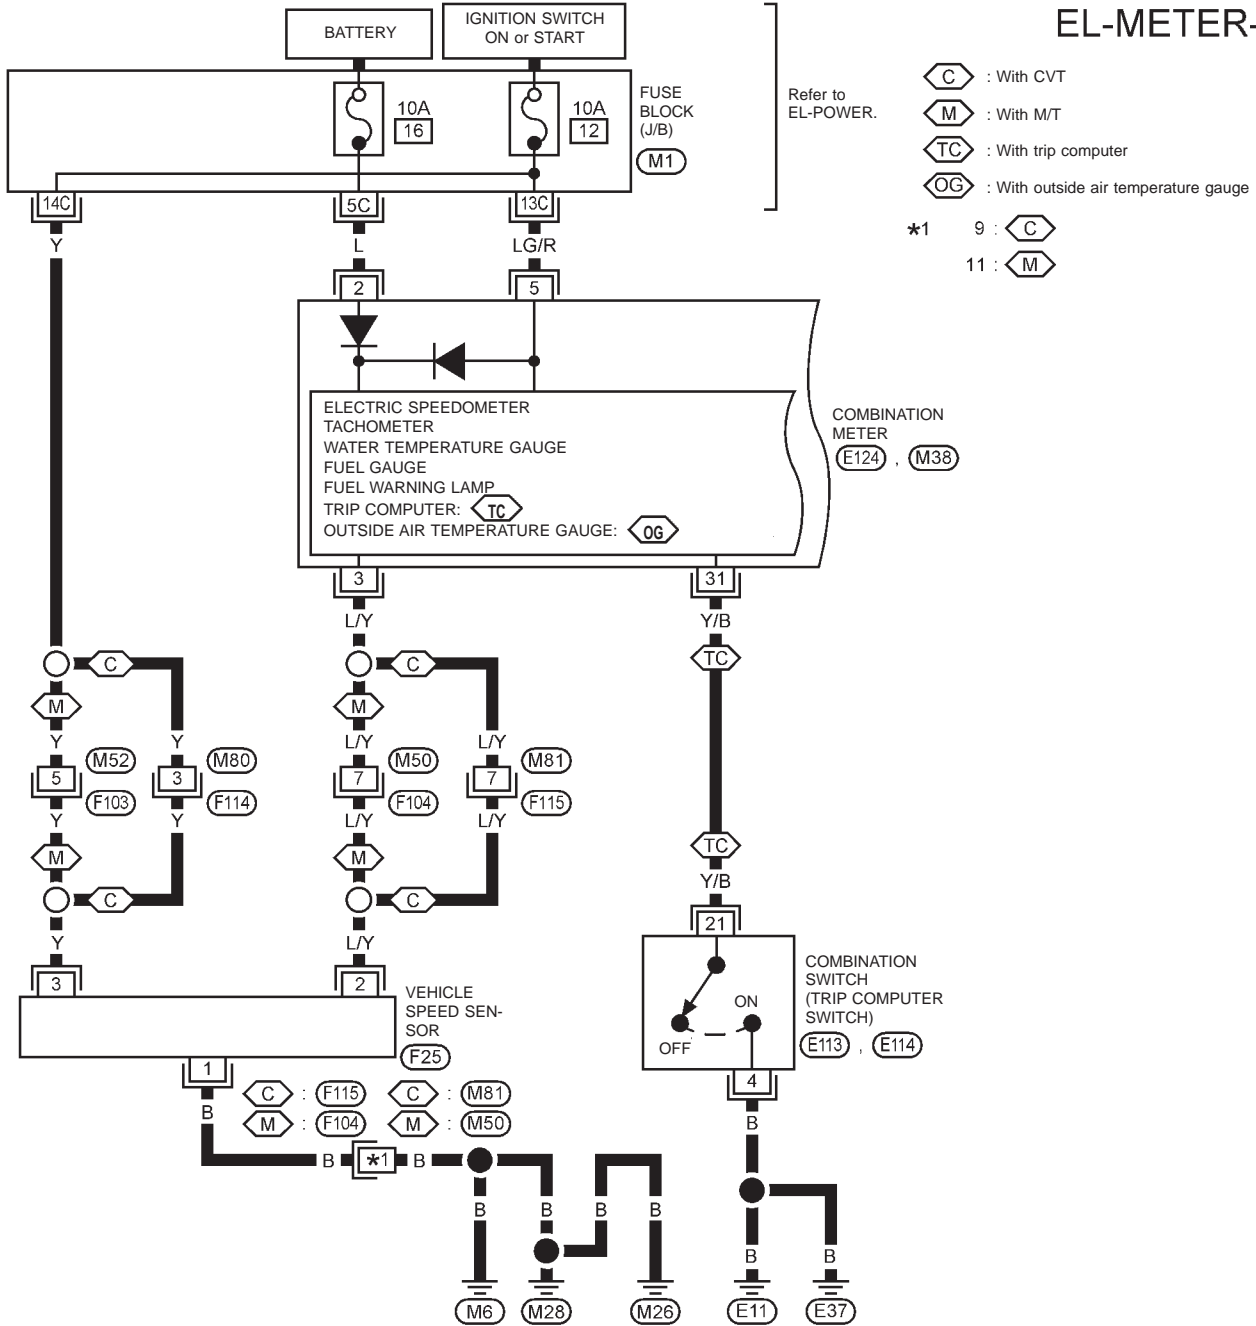 EL-METER-
BATTERY
IGNITION SWITCH
ON or START
10A
16
10A
12
FUSE
BLOCK
(J/B)
M1
Refer to
EL-POWER.
C : With CVT
M : With M/T
TC : With trip computer
OG : With outside air temperature gauge
*1 9 : C
11 : M
14C
5C
13C
Y
L
LG/R
2
5
ELECTRIC SPEEDOMETER
TACHOMETER
WATER TEMPERATURE GAUGE
FUEL GAUGE
FUEL WARNING LAMP
TRIP COMPUTER: TC
OUTSIDE AIR TEMPERATURE GAUGE: OG
COMBINATION
METER
E124 , M38
3
31
L/Y
Y/B
C
C
TC
M
M
Y
Y
L/Y
L/Y
M52
M80
M50
M81
5
3
7
7
F103
F114
F104
F115
Y
Y
L/Y
L/Y
M
M
TC
C
C
Y/B
Y
L/Y
21
3
2
VEHICLE
SPEED SEN-
SOR
F25
ON
OFF
COMBINATION
SWITCH
(TRIP COMPUTER
SWITCH)
E113 , E114
1
4
C : F115 C : M81
M : F104 M : M50
B
B
B
*1
B
B
B
B
B
B
B
M6
M28
M26
E11
E37